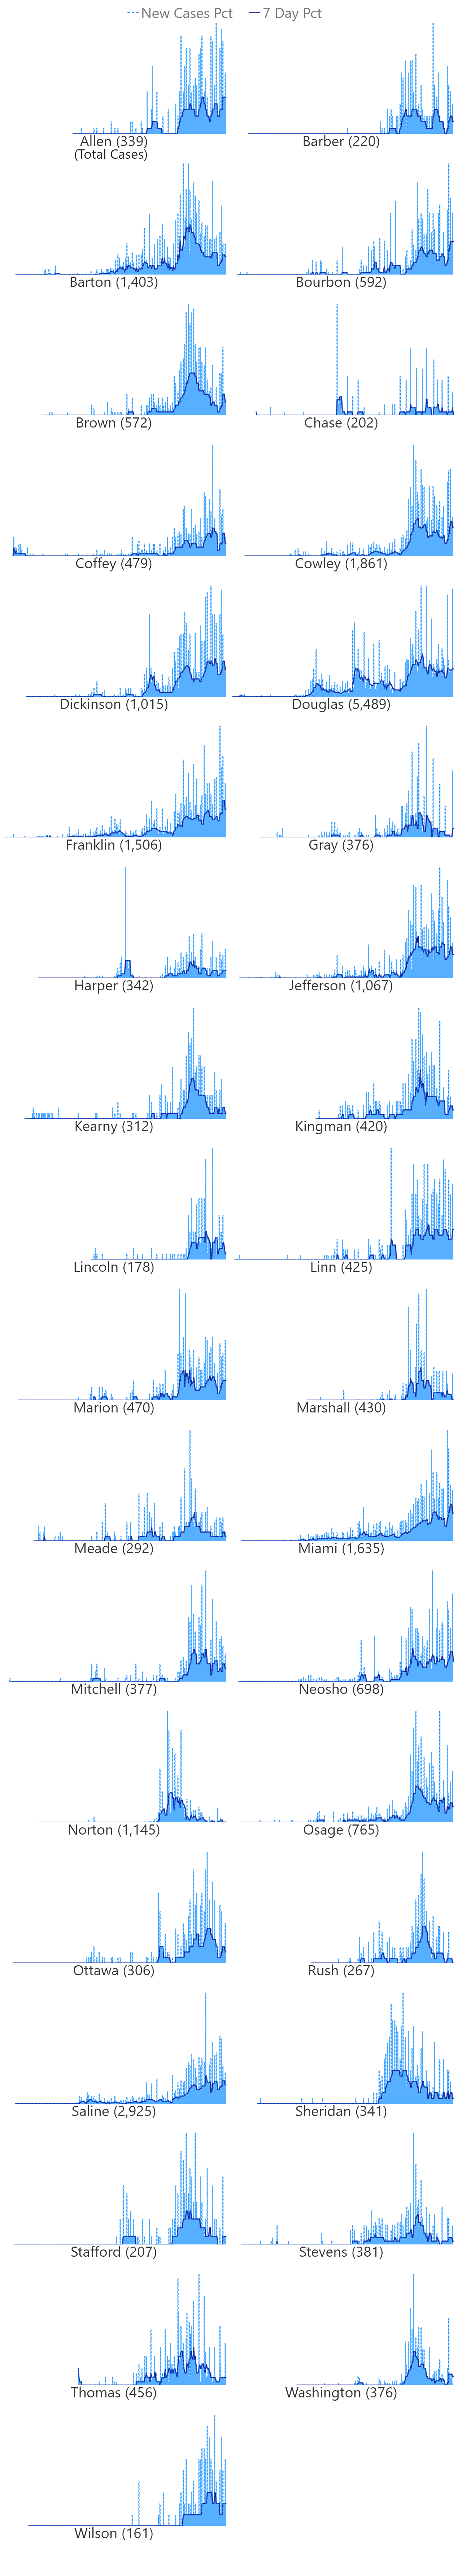 New Cases Pct 7 Day Pct
Allen (339) Barber (220)
(Total Cases)
Barton (1,403) Bourbon (592)
Brown (572) Chase (202)
Coffey (479) Cowley (1,861)
Dickinson (1,015) Douglas (5,489)
Franklin (1,506) Gray (376)
Harper (342) Jefferson (1,067)
Kearny (312) Kingman (420)
Lincoln (178) Linn (425)
Marion (470) Marshall (430)
Meade (292) Miami (1,635)
Mitchell (377) Neosho (698)
Norton (1,145) Osage (765)
Ottawa (306) Rush (267)
Saline (2,925) Sheridan (341)
Stafford (207) Stevens (381)
Thomas (456) Washington (376)
Wilson (161)